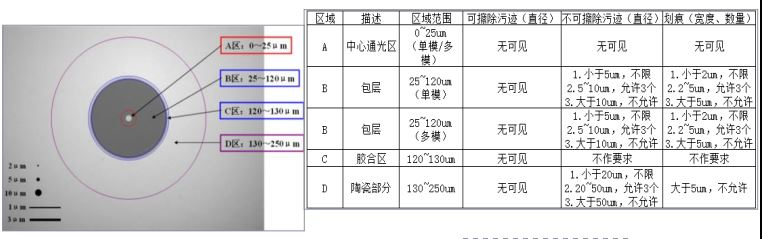 A区：0～25μm
B区：25～120μm
C区：120～130μm
D区：130～250μm
2μm
5μm
10μm
1μm
3μm
区域 描述 区域范围 可擦除污迹（直径） 不可擦除污迹（直径） 划痕（宽度、数量）
A 中心通光区 0~25um（单模/多模） 无可见 无可见 无可见
B 包层 25~120um（单模） 无可见 1.小于5um，不限 2.5~10um，允许3个 3.大于10um，不允许 1.小于2um，不限 2.2~5um，允许3个 3.大于5um，不允许
B 包层 25~120um（多模） 无可见 1.小于5um，不限 2.5~10um，允许3个 3.大于10um，不允许 1.小于2um，不限 2.2~5um，允许3个 3.大于5um，不允许
C 胶合区 120~130um 无可见 不作要求 不作要求
D 陶瓷部分 130~250um 无可见 1.小于20um，不限 2.20~50um，允许3个 3.大于50um，不允许 大于5um，不允许